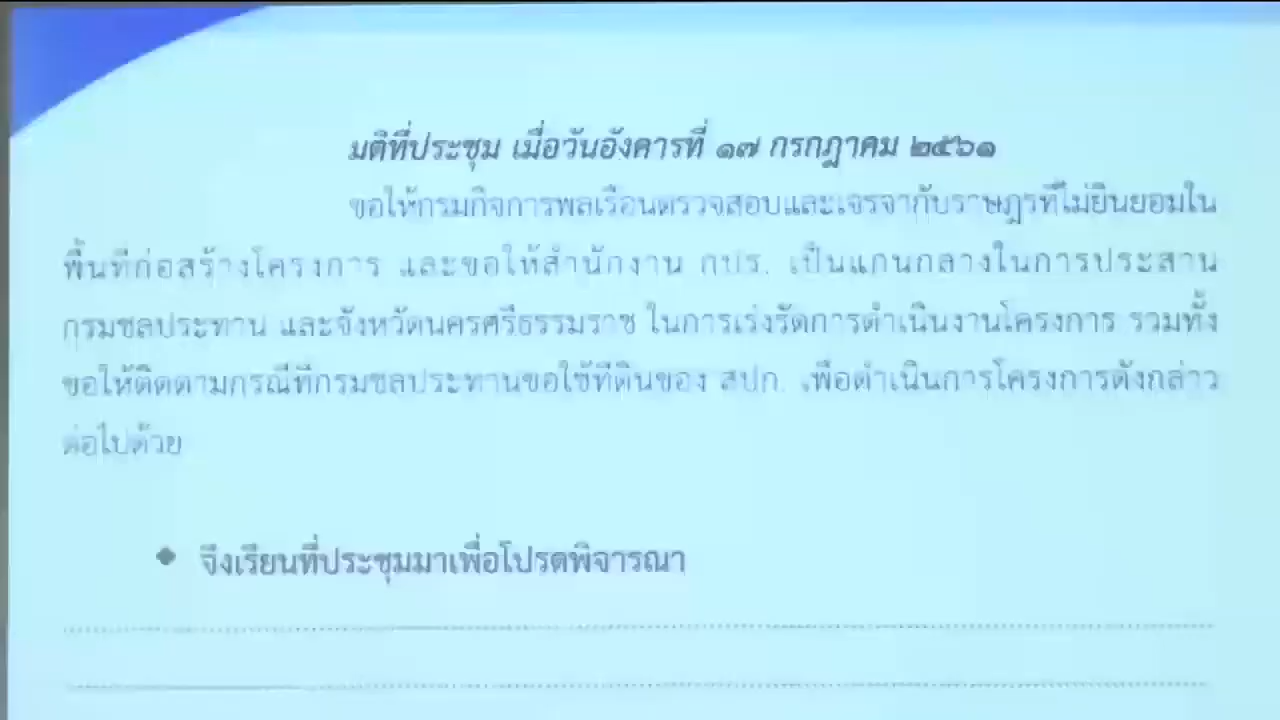 มติที่ประชุม เมื่อวันอังคารที่ ๑๗ กรกฎาคม ๒๕๖๑
ขอให้กรมกิจการพลเรือนตรวจสอบและเจรจากับราษฎรที่ไม่ยินยอมใน
พื้นที่ก่อสร้างโครงการ และขอให้สำนักงาน กปร. เป็นแกนกลางในการประสาน
กรมชลประทาน และจังหวัดนครศรีธรรมราช ในการเร่งรัดการดำเนินงานโครงการ รวมทั้ง
ขอให้ติดตามกรณีที่กรมชลประทานขอใช้ที่ดินของ สปก. เพื่อดำเนินการโครงการดังกล่าว
ต่อไปด้วย
◆ จึงเรียนที่ประชุมมาเพื่อโปรดพิจารณา